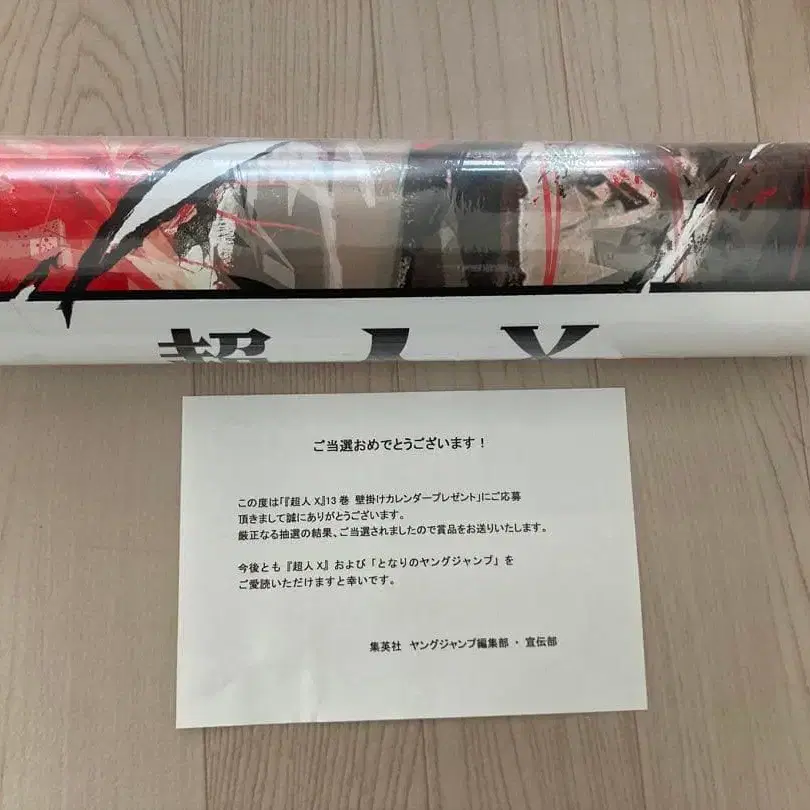 超人X
ご当選おめでとうございます！
この度は「『超人X』13巻 壁掛けカレンダープレゼント」にご応募
頂きまして誠にありがとうございます。
厳正なる抽選の結果、ご当選されましたので賞品をお送りいたします。
今後とも『超人X』および「となりのヤングジャンプ」を
ご愛読いただけますと幸いです。
集英社 ヤングジャンプ編集部・宣伝部